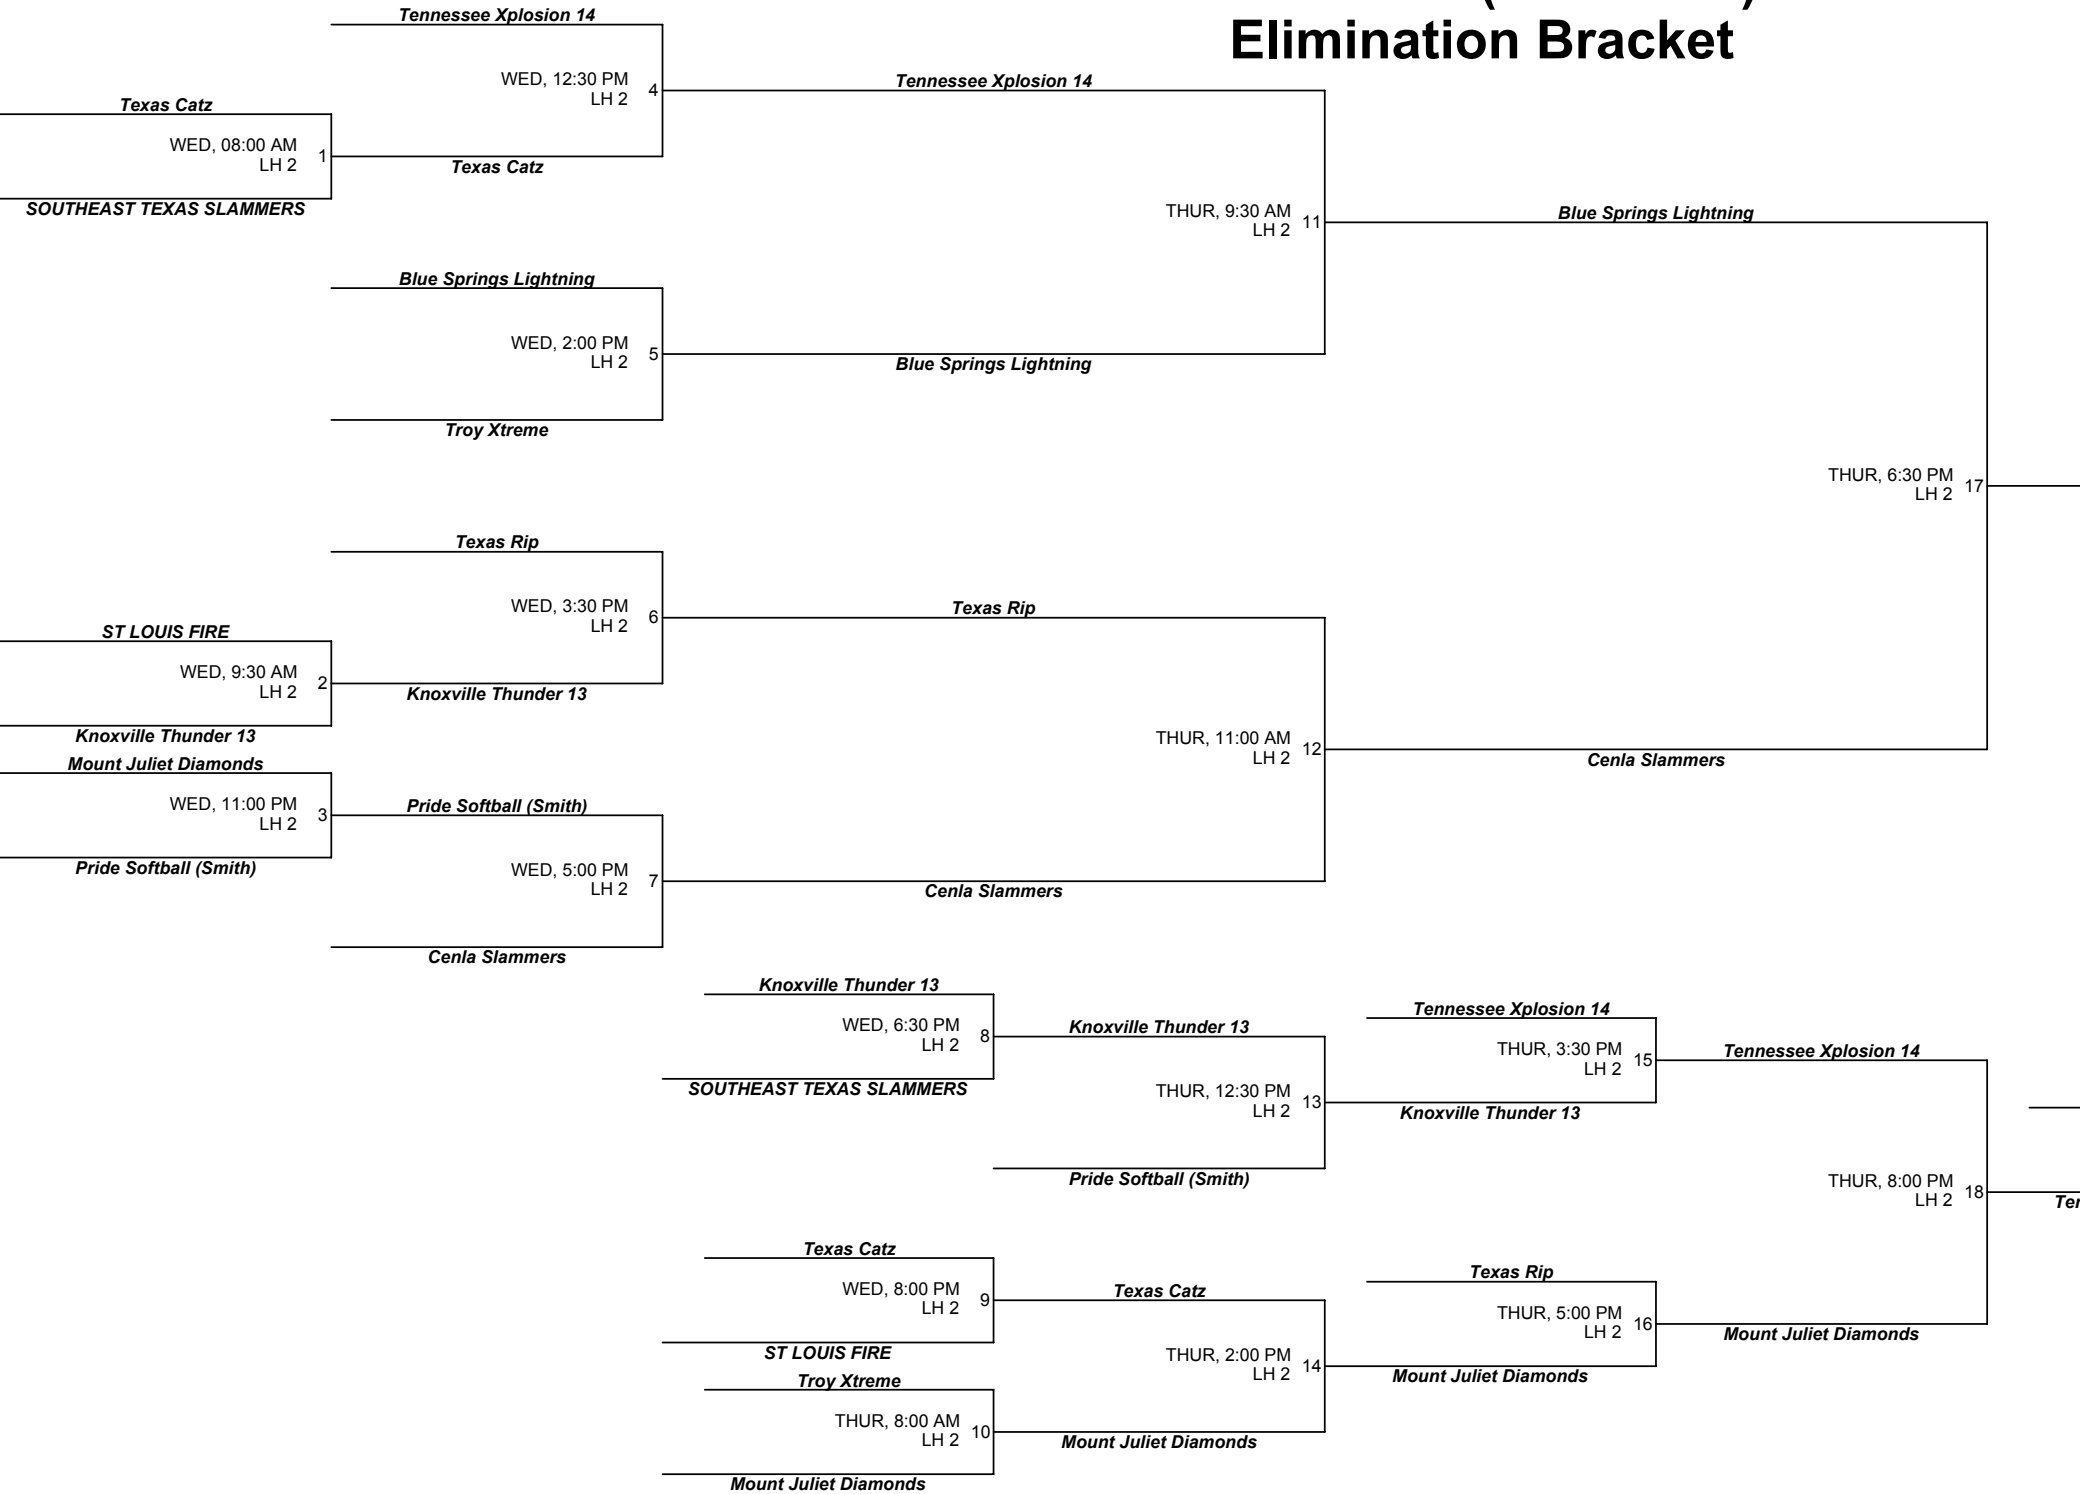 Elimination Bracket
Tennessee Xplosion 14
WED, 12:30 PM
LH 2 4
Tennessee Xplosion 14
Texas Catz
WED, 08:00 AM
LH 2 1
Texas Catz
SOUTHEAST TEXAS SLAMMERS
THUR, 9:30 AM
LH 2 11
Blue Springs Lightning
Blue Springs Lightning
WED, 2:00 PM
LH 2 5
Blue Springs Lightning
Troy Xtreme
THUR, 6:30 PM
LH 2 17
Texas Rip
WED, 3:30 PM
LH 2 6
Texas Rip
ST LOUIS FIRE
WED, 9:30 AM
LH 2 2
Knoxville Thunder 13
Knoxville Thunder 13
THUR, 11:00 AM
LH 2 12
Cenla Slammers
Mount Juliet Diamonds
WED, 11:00 PM
LH 2 3
Pride Softball (Smith)
Pride Softball (Smith)
WED, 5:00 PM
LH 2 7
Cenla Slammers
Cenla Slammers
Knoxville Thunder 13
WED, 6:30 PM
LH 2 8
Knoxville Thunder 13
SOUTHEAST TEXAS SLAMMERS
THUR, 12:30 PM
LH 2 13
Pride Softball (Smith)
Tennessee Xplosion 14
THUR, 3:30 PM
LH 2 15
Tennessee Xplosion 14
Knoxville Thunder 13
THUR, 8:00 PM
LH 2 18
Texas Catz
WED, 8:00 PM
LH 2 9
Texas Catz
ST LOUIS FIRE
THUR, 2:00 PM
LH 2 14
Texas Rip
THUR, 5:00 PM
LH 2 16
Mount Juliet Diamonds
Mount Juliet Diamonds
Troy Xtreme
THUR, 8:00 AM
LH 2 10
Mount Juliet Diamonds
Mount Juliet Diamonds